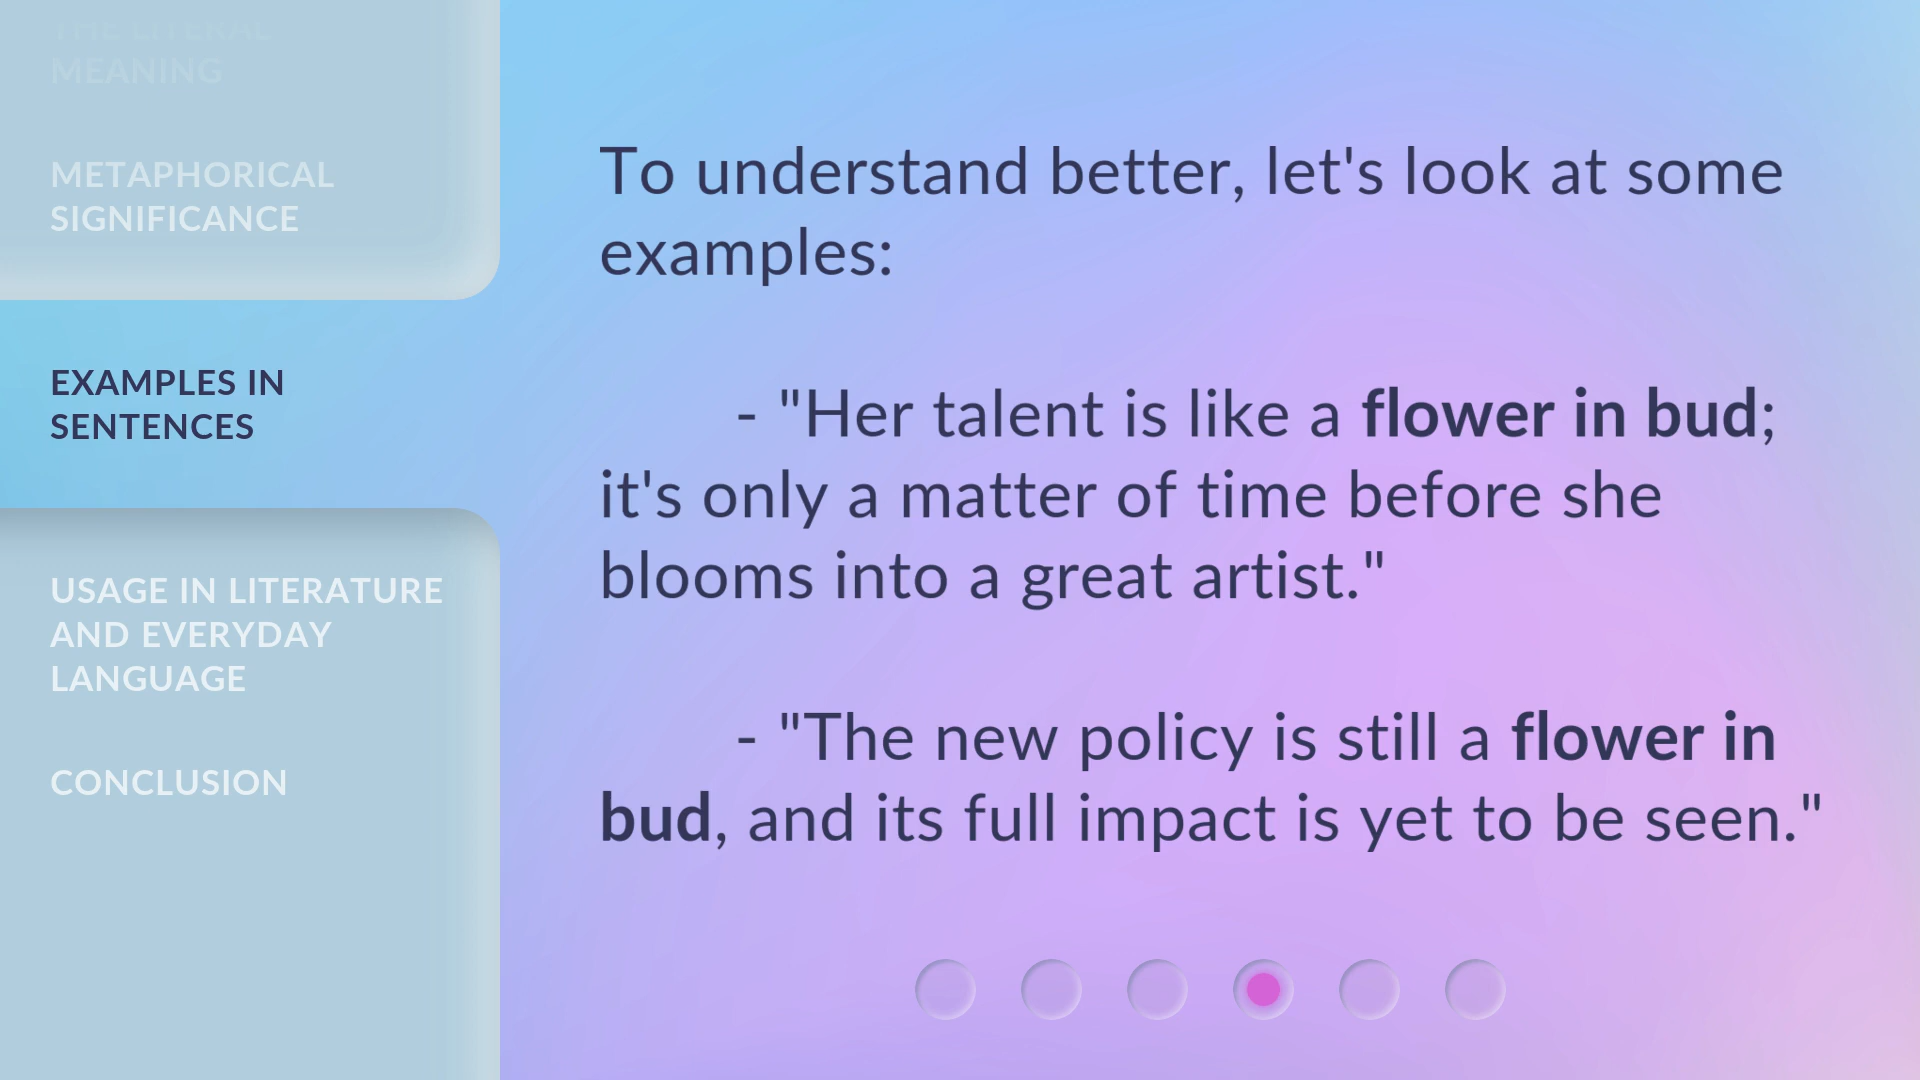 THE LITERAL
MEANING
METAPHORICAL
SIGNIFICANCE
EXAMPLES IN
SENTENCES
USAGE IN LITERATURE
AND EVERYDAY
LANGUAGE
CONCLUSION
To understand better, let's look at some
examples:
- "Her talent is like a flower in bud;
it's only a matter of time before she
blooms into a great artist."
- "The new policy is still a flower in
bud, and its full impact is yet to be seen."